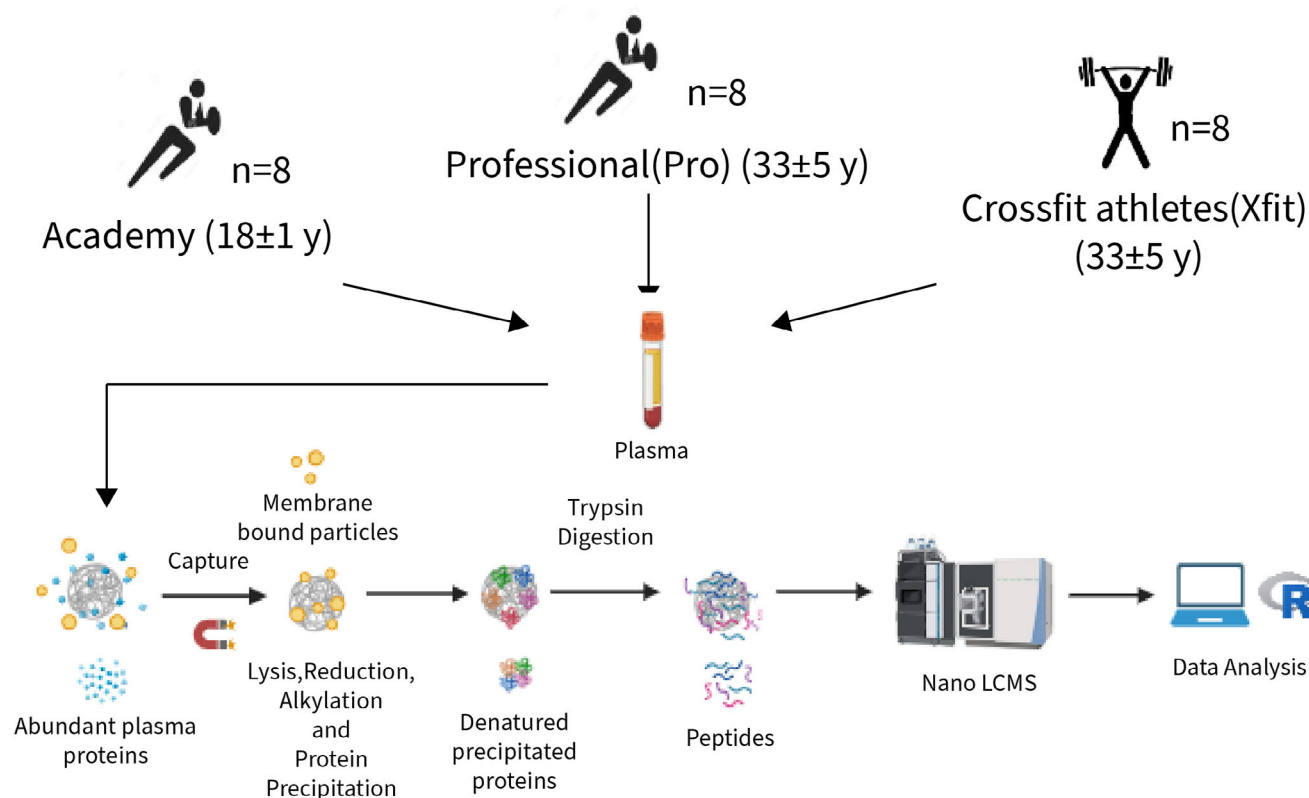 n=8
Academy (18±1 y)
n=8
Professional(Pro) (33±5 y)
n=8
Crossfit athletes(Xfit)
(33±5 y)
Plasma
Abundant plasma
proteins
Capture
Membrane
bound particles
Lysis,Reduction,
Alkylation
and
Protein
Precipitation
Denatured
precipitated
proteins
Trypsin
Digestion
Peptides
Nano LCMS
R
Data Analysis